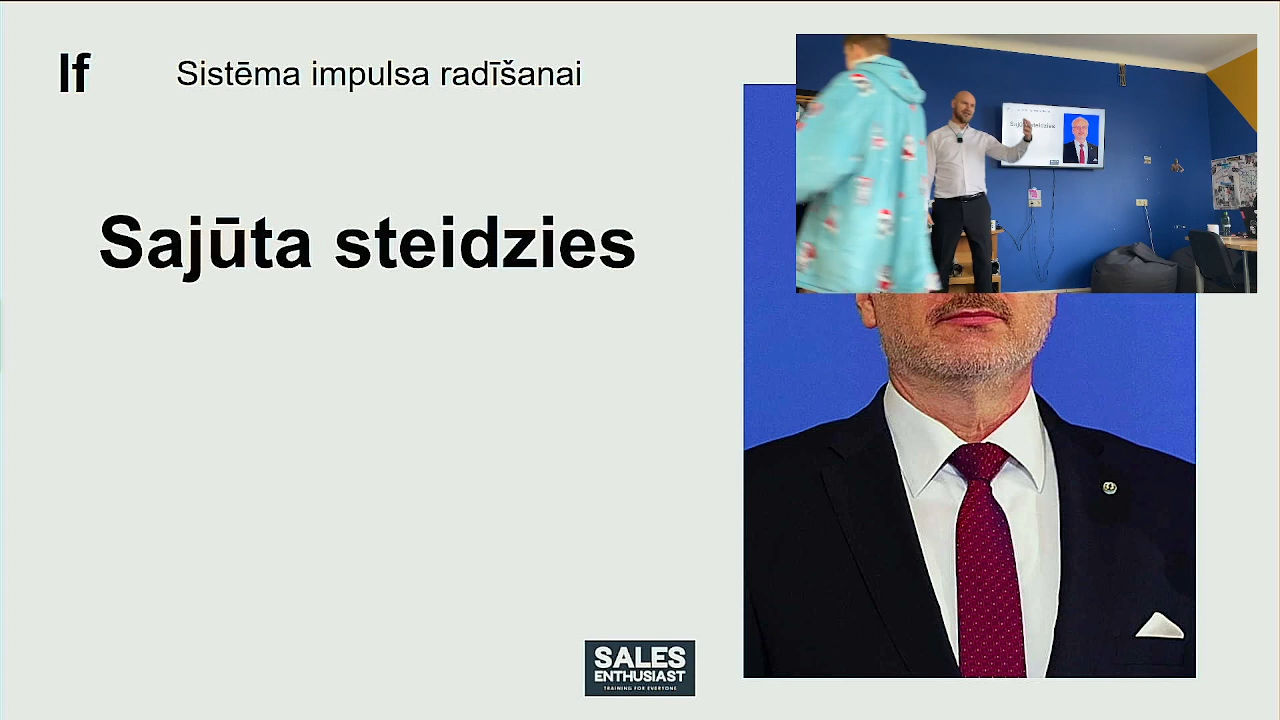 If
Sistēma impulsa radīšanai
Sajūta steidzies
SALES
ENTHUSIAST
TRAINING FOR EVERYONE